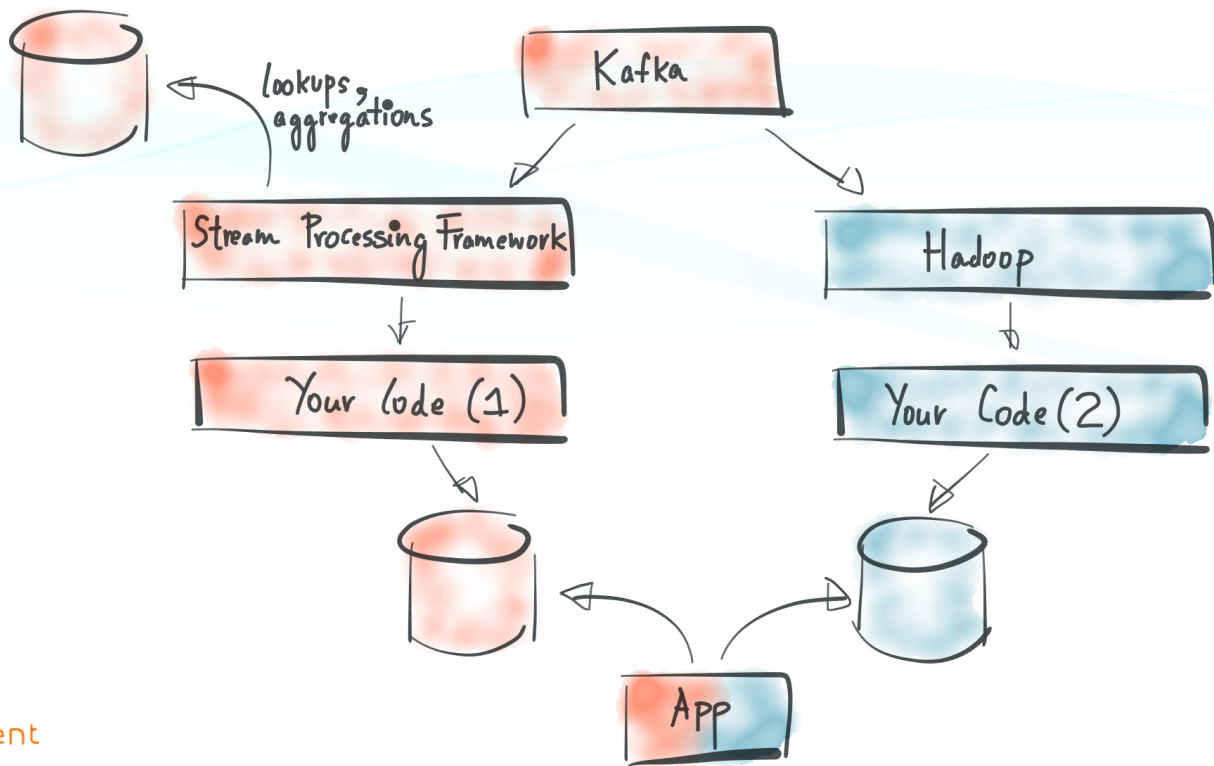 Kafka
lookups,
aggregations
Stream Processing Framework
Hadoop
Your Code (1)
Your Code (2)
App
ent